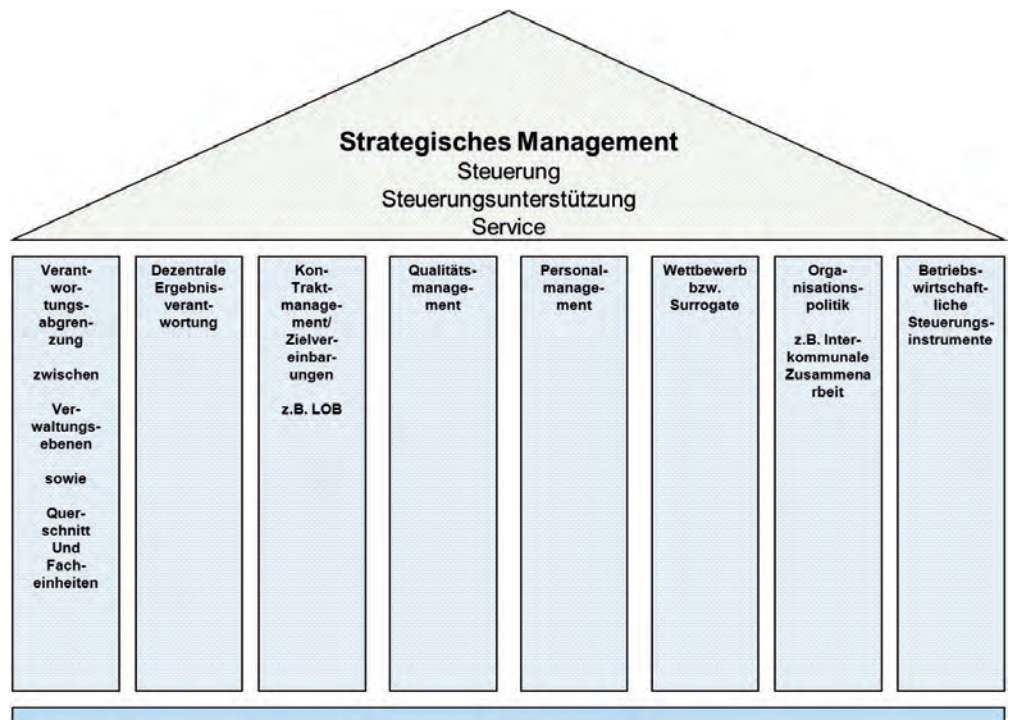 Strategisches Management
Steuerung
Steuerungsunterstützung
Service
Verant-
wor-
tungs-
abgren-
zung
zwischen
Ver-
waltungs-
ebenen
sowie
Quer-
schnitt
Und
Fach-
einheiten
Dezentrale
Ergebnis-
verant-
wortung
Kon-
Trakt-
manage-
ment/
Zielver-
einbar-
ungen
z.B. LOB
Qualitäts-
manage-
ment
Personal-
manage-
ment
Wettbewerb
bzw.
Surrogate
Orga-
nisations-
politik
z.B. Inter-
kommunale
Zusammena
rbeit
Betriebs-
wirtschaft-
liche
Steuerungs-
instrumente